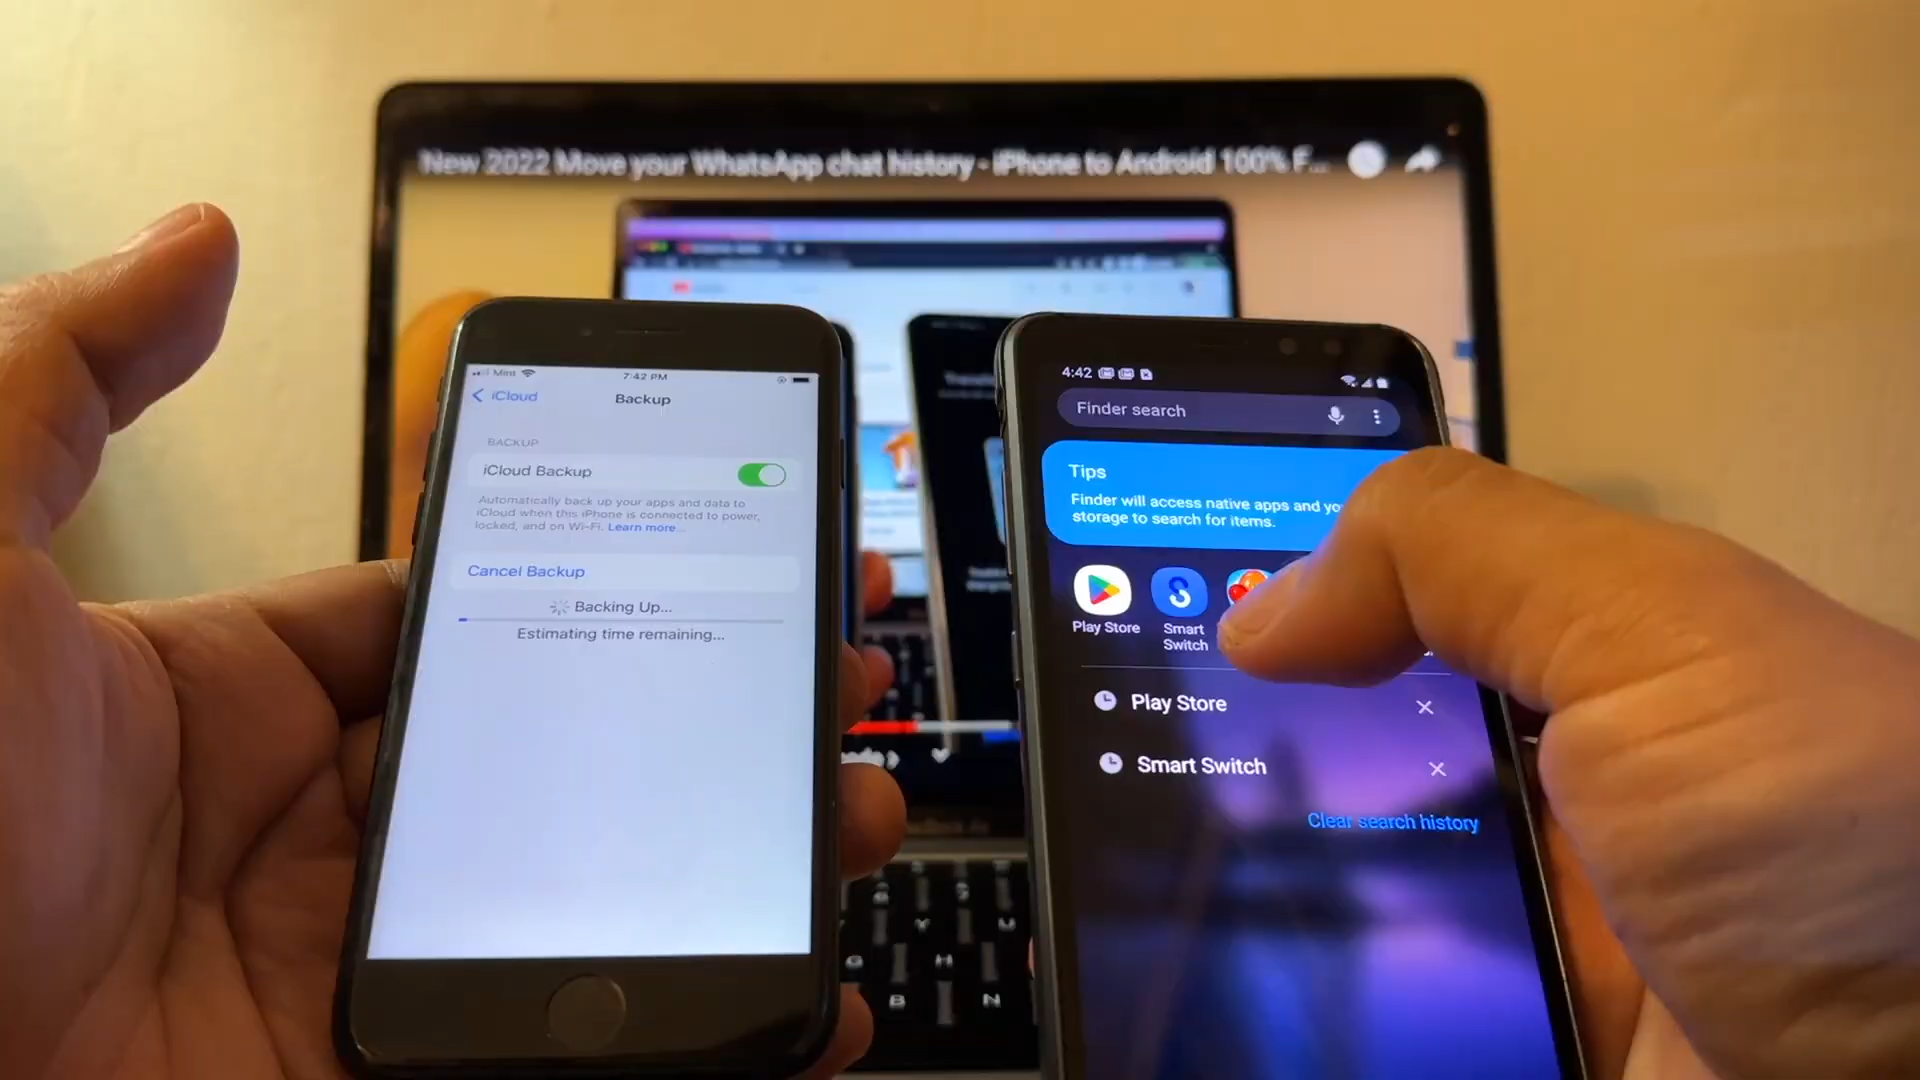 New 2022 Move your WhatsApp chat history - iPhone to Android 100% F...
Mint
7:42 PM
iCloud
Backup
BACKUP
iCloud Backup
Automatically back up your apps and data to
iCloud when this iPhone is connected to power,
locked, and on Wi-Fi. Learn more...
Cancel Backup
Backing Up...
Estimating time remaining...
4:42
Finder search
Tips
Finder will access native apps and yo
storage to search for items.
Play Store
Smart
Switch
Play Store
Smart Switch
Clear search history
Y
U
G
H
B
N